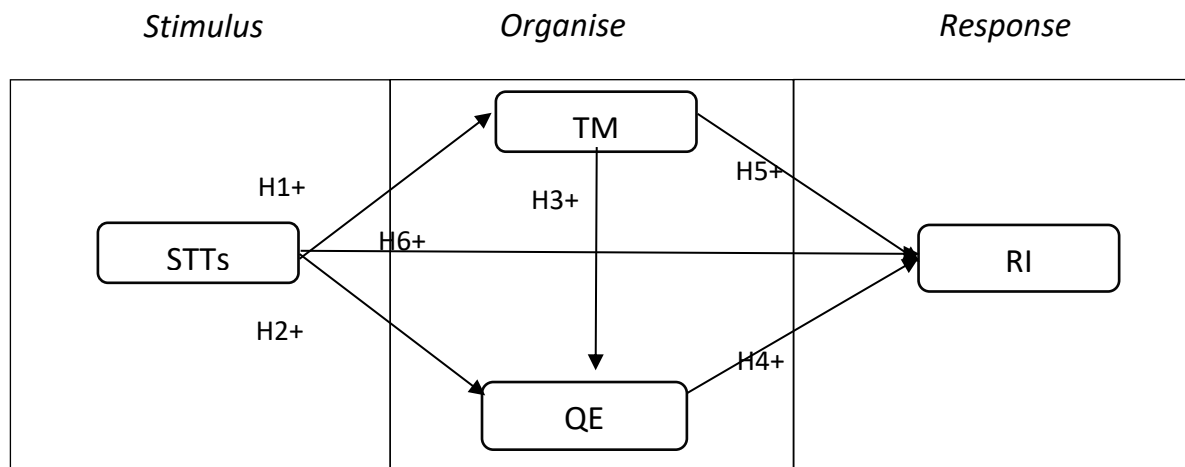 Stimulus Organise Response
TM
H5+
H1+
H3+
H6+
STTs
RI
H2+
H4+
QE